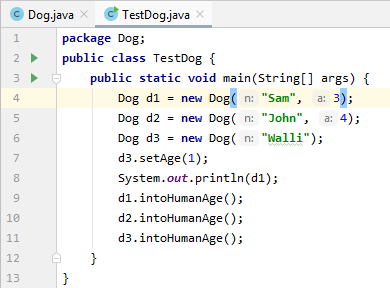 Dog.java × TestDog.java ×
1 package Dog;
2 public class TestDog {
3 public static void main(String[] args) {
4 Dog d1 = new Dog( n: "Sam", a: 3);
5 Dog d2 = new Dog( n: "John", a: 4);
6 Dog d3 = new Dog( n: "Walli");
7 d3.setAge(1);
8 System.out.println(d1);
9 d1.intoHumanAge();
10 d2.intoHumanAge();
11 d3.intoHumanAge();
12 }
13 }